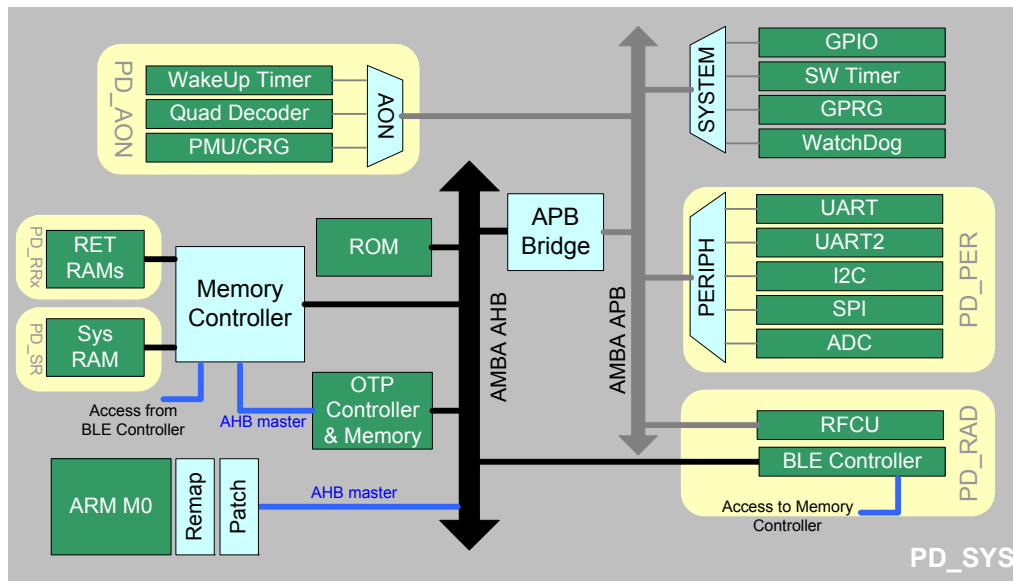 PD_AON
WakeUp Timer
Quad Decoder
PMU/CRG
AON
SYSTEM
GPIO
SW Timer
GPRG
WatchDog
PD_RRx
RET
RAMs
PD_SR
Sys
RAM
Memory
Controller
ROM
APB
Bridge
AMBA AHB
AMBA APB
PERIPH
UART
UART2
I2C
SPI
ADC
PD_PER
Access from
BLE Controller
AHB master
OTP
Controller
& Memory
RFCU
BLE Controller
PD_RAD
Access to Memory
Controller
ARM M0
Remap
Patch
AHB master
PD_SYS